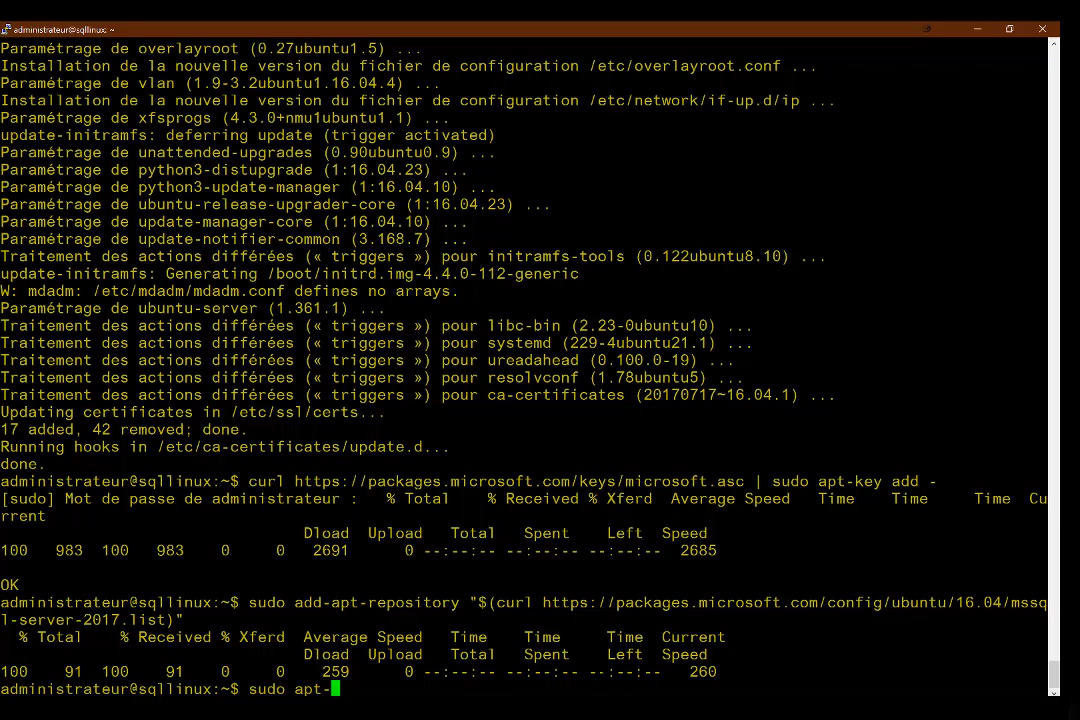 administrateur@sqllinux: ~
Paramétrage de overlayroot (0.27ubuntu1.5) ...
Installation de la nouvelle version du fichier de configuration /etc/overlayroot.conf ...
Paramétrage de vlan (1.9-3.2ubuntu1.16.04.4) ...
Installation de la nouvelle version du fichier de configuration /etc/network/if-up.d/ip ...
Paramétrage de xfsprogs (4.3.0+nmu1ubuntu1.1) ...
update-initramfs: deferring update (trigger activated)
Paramétrage de unattended-upgrades (0.90ubuntu0.9) ...
Paramétrage de python3-distupgrade (1:16.04.23) ...
Paramétrage de python3-update-manager (1:16.04.10) ...
Paramétrage de ubuntu-release-upgrader-core (1:16.04.23) ...
Paramétrage de update-manager-core (1:16.04.10) ...
Paramétrage de update-notifier-common (3.168.7) ...
Traitement des actions différées (« triggers ») pour initramfs-tools (0.122ubuntu8.10) ...
update-initramfs: Generating /boot/initrd.img-4.4.0-112-generic
W: mdadm: /etc/mdadm/mdadm.conf defines no arrays.
Paramétrage de ubuntu-server (1.361.1) ...
Traitement des actions différées (« triggers ») pour libc-bin (2.23-0ubuntu10) ...
Traitement des actions différées (« triggers ») pour systemd (229-4ubuntu21.1) ...
Traitement des actions différées (« triggers ») pour ureadahead (0.100.0-19) ...
Traitement des actions différées (« triggers ») pour resolvconf (1.78ubuntu5) ...
Traitement des actions différées (« triggers ») pour ca-certificates (20170717~16.04.1) ...
Updating certificates in /etc/ssl/certs...
17 added, 42 removed; done.
Running hooks in /etc/ca-certificates/update.d...
done.
administrateur@sqllinux:~$ curl https://packages.microsoft.com/keys/microsoft.asc | sudo apt-key add -
[sudo] Mot de passe de administrateur :   % Total    % Received % Xferd  Average Speed   Time    Time     Time  Cu
rrent
Dload  Upload   Total   Spent    Left  Speed
100   983  100   983    0     0   2691      0 --:--:-- --:--:-- --:--:--  2685
OK
administrateur@sqllinux:~$ sudo add-apt-repository "$(curl https://packages.microsoft.com/config/ubuntu/16.04/mssq
l-server-2017.list)"
% Total    % Received % Xferd  Average Speed   Time    Time     Time  Current
Dload  Upload   Total   Spent    Left  Speed
100    91  100    91    0     0    259      0 --:--:-- --:--:-- --:--:--   260
administrateur@sqllinux:~$ sudo apt-